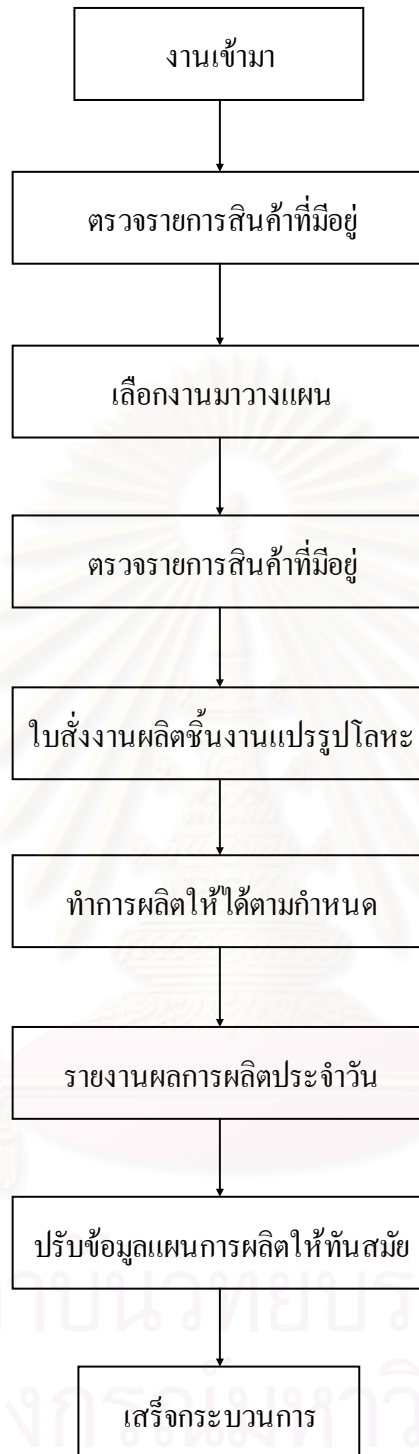 งานเข้ามา
ตรวจรายการสินค้าที่มีอยู่
เลือกงานมาวางแผน
ตรวจรายการสินค้าที่มีอยู่
ใบสั่งงานผลิตชิ้นงานแปรรูปโลหะ
ทำการผลิตให้ได้ตามกำหนด
รายงานผลการผลิตประจำวัน
ปรับข้อมูลแผนการผลิตให้ทันสมัย
เสร็จกระบวนการ